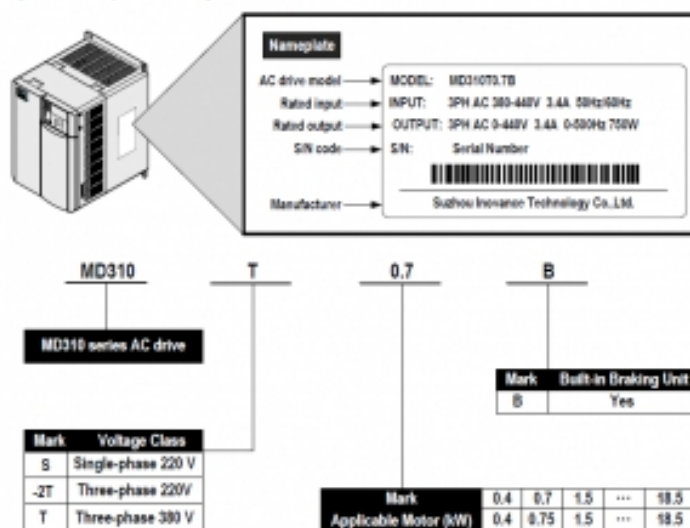 Nameplate
AC drive model MODEL: MD310T0.7B
Rated input INPUT: 3PH AC 380-440V 3.4A 50Hz/60Hz
Rated output OUTPUT: 3PH AC 0-440V 3.4A 0-500Hz 750W
S/N code S/N: Serial Number
Manufacturer Suzhou Inovance Technology Co.,Ltd.
MD310 T 0.7 B
MD310 series AC drive
Mark Built-in Braking Unit
B Yes
Mark Voltage Class
S Single-phase 220 V
-2T Three-phase 220V
T Three-phase 380 V
Mark 0.4 0.7 1.5 ··· 18.5
Applicable Motor (kW) 0.4 0.75 1.5 ··· 18.5